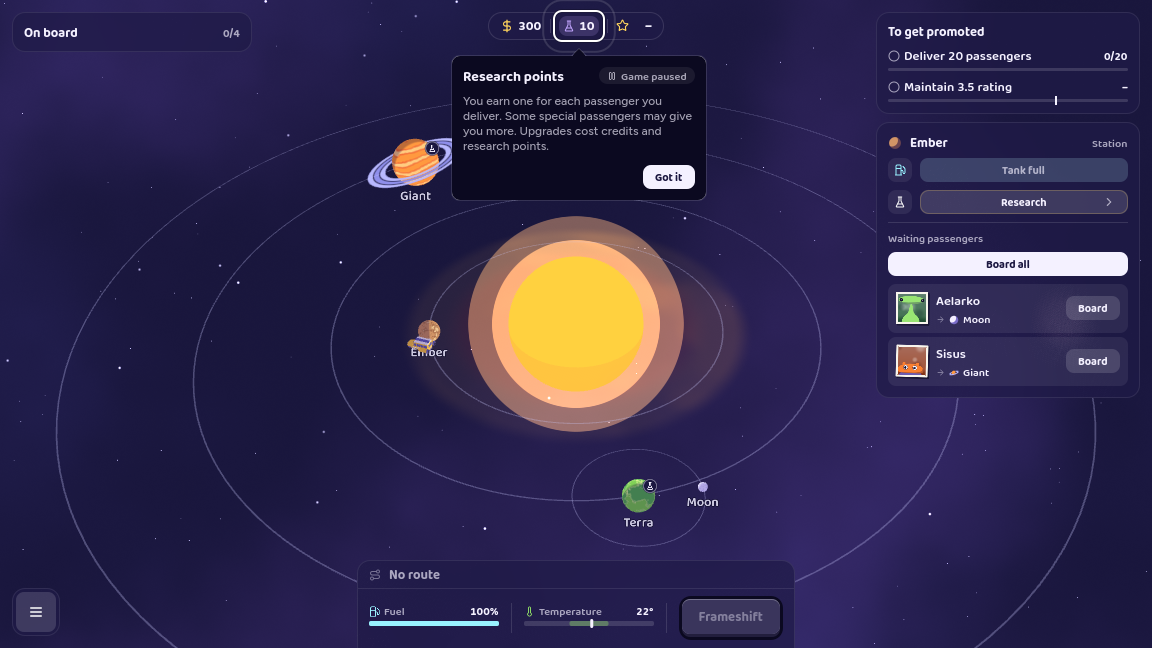 On board
0/4
300
10
–
Research points
Game paused
You earn one for each passenger you
deliver. Some special passengers may give
you more. Upgrades cost credits and
research points.
Got it
To get promoted
Deliver 20 passengers
0/20
Maintain 3.5 rating
–
Ember
Station
Tank full
Research
Waiting passengers
Board all
Aelarko
Moon
Board
Sisus
Giant
Board
Giant
Ember
Terra
Moon
No route
Fuel
100%
Temperature
22°
Frameshift